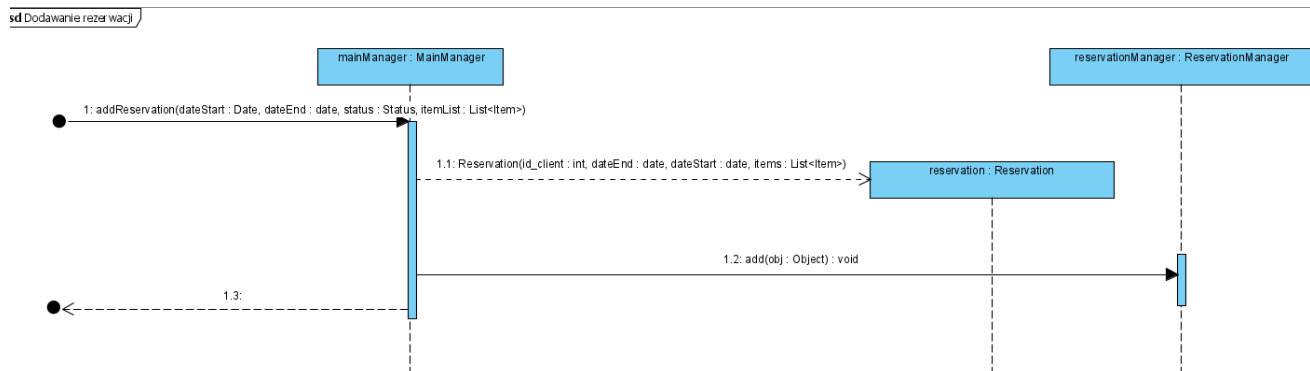 sd Dodawanie rezerwacji
mainManager : MainManager
reservationManager : ReservationManager
1: addReservation(dateStart : Date, dateEnd : date, status : Status, itemList : List<Item>)
1.1: Reservation(id_client : int, dateEnd : date, dateStart : date, items : List<Item>)
reservation : Reservation
1.2: add(obj : Object) : void
1.3: